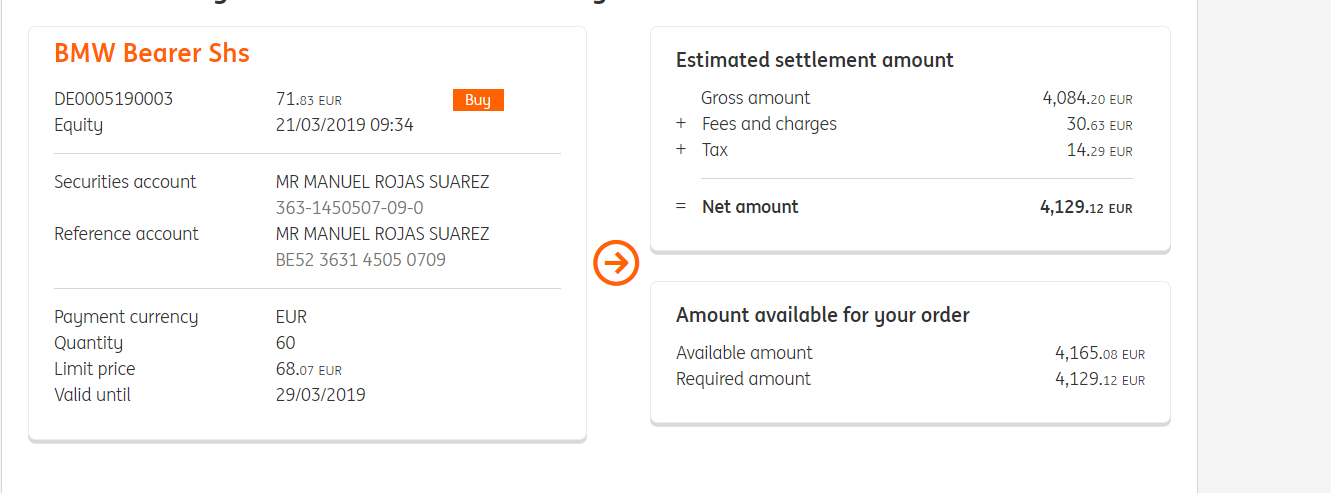 BMW Bearer Shs
DE0005190003 71.83 EUR Buy
Equity 21/03/2019 09:34
Securities account MR MANUEL ROJAS SUAREZ
363-1450507-09-0
Reference account MR MANUEL ROJAS SUAREZ
BE52 3631 4505 0709
Payment currency EUR
Quantity 60
Limit price 68.07 EUR
Valid until 29/03/2019
Estimated settlement amount
Gross amount 4,084.20 EUR
+ Fees and charges 30.63 EUR
+ Tax 14.29 EUR
= Net amount 4,129.12 EUR
Amount available for your order
Available amount 4,165.08 EUR
Required amount 4,129.12 EUR